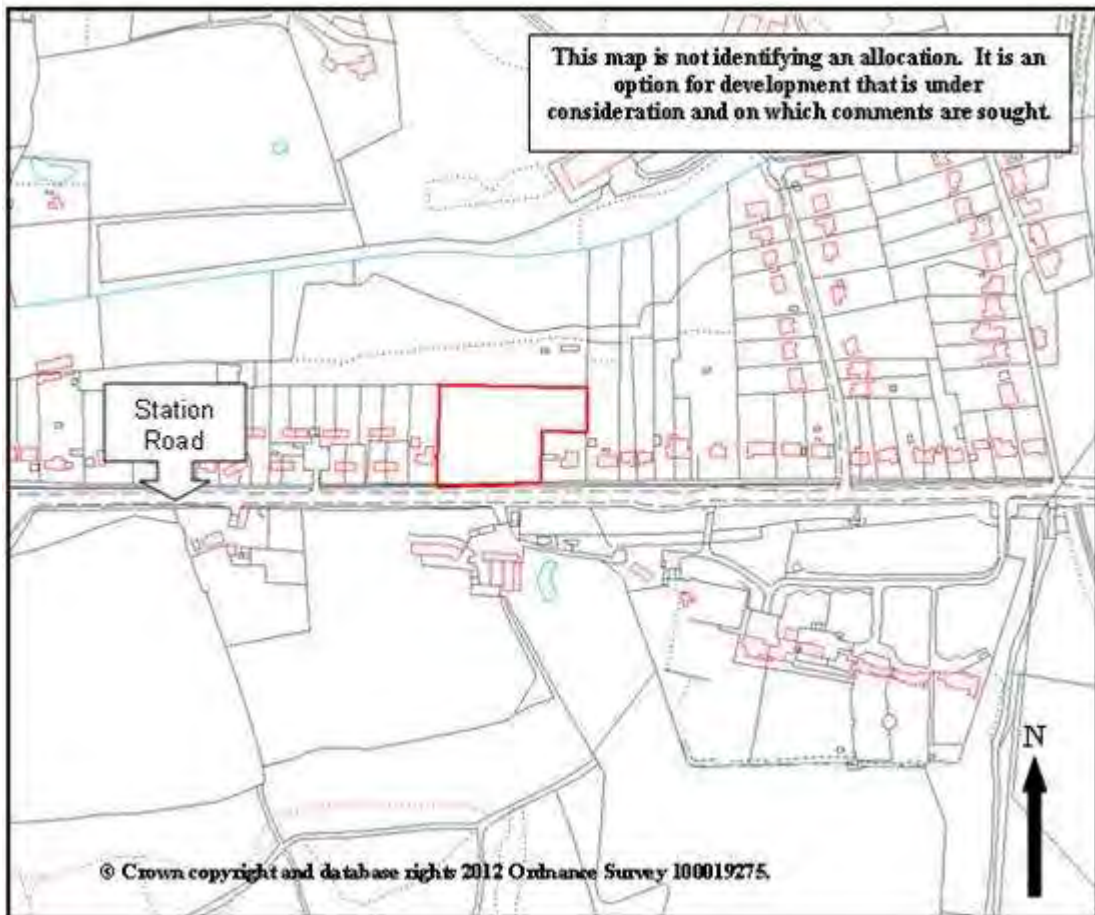 This map is not identifying an allocation. It is an
option for development that is under
consideration and on which comments are sought.
Station
Road
N
© Crown copyright and database rights 2012 Ordnance Survey 100019275.